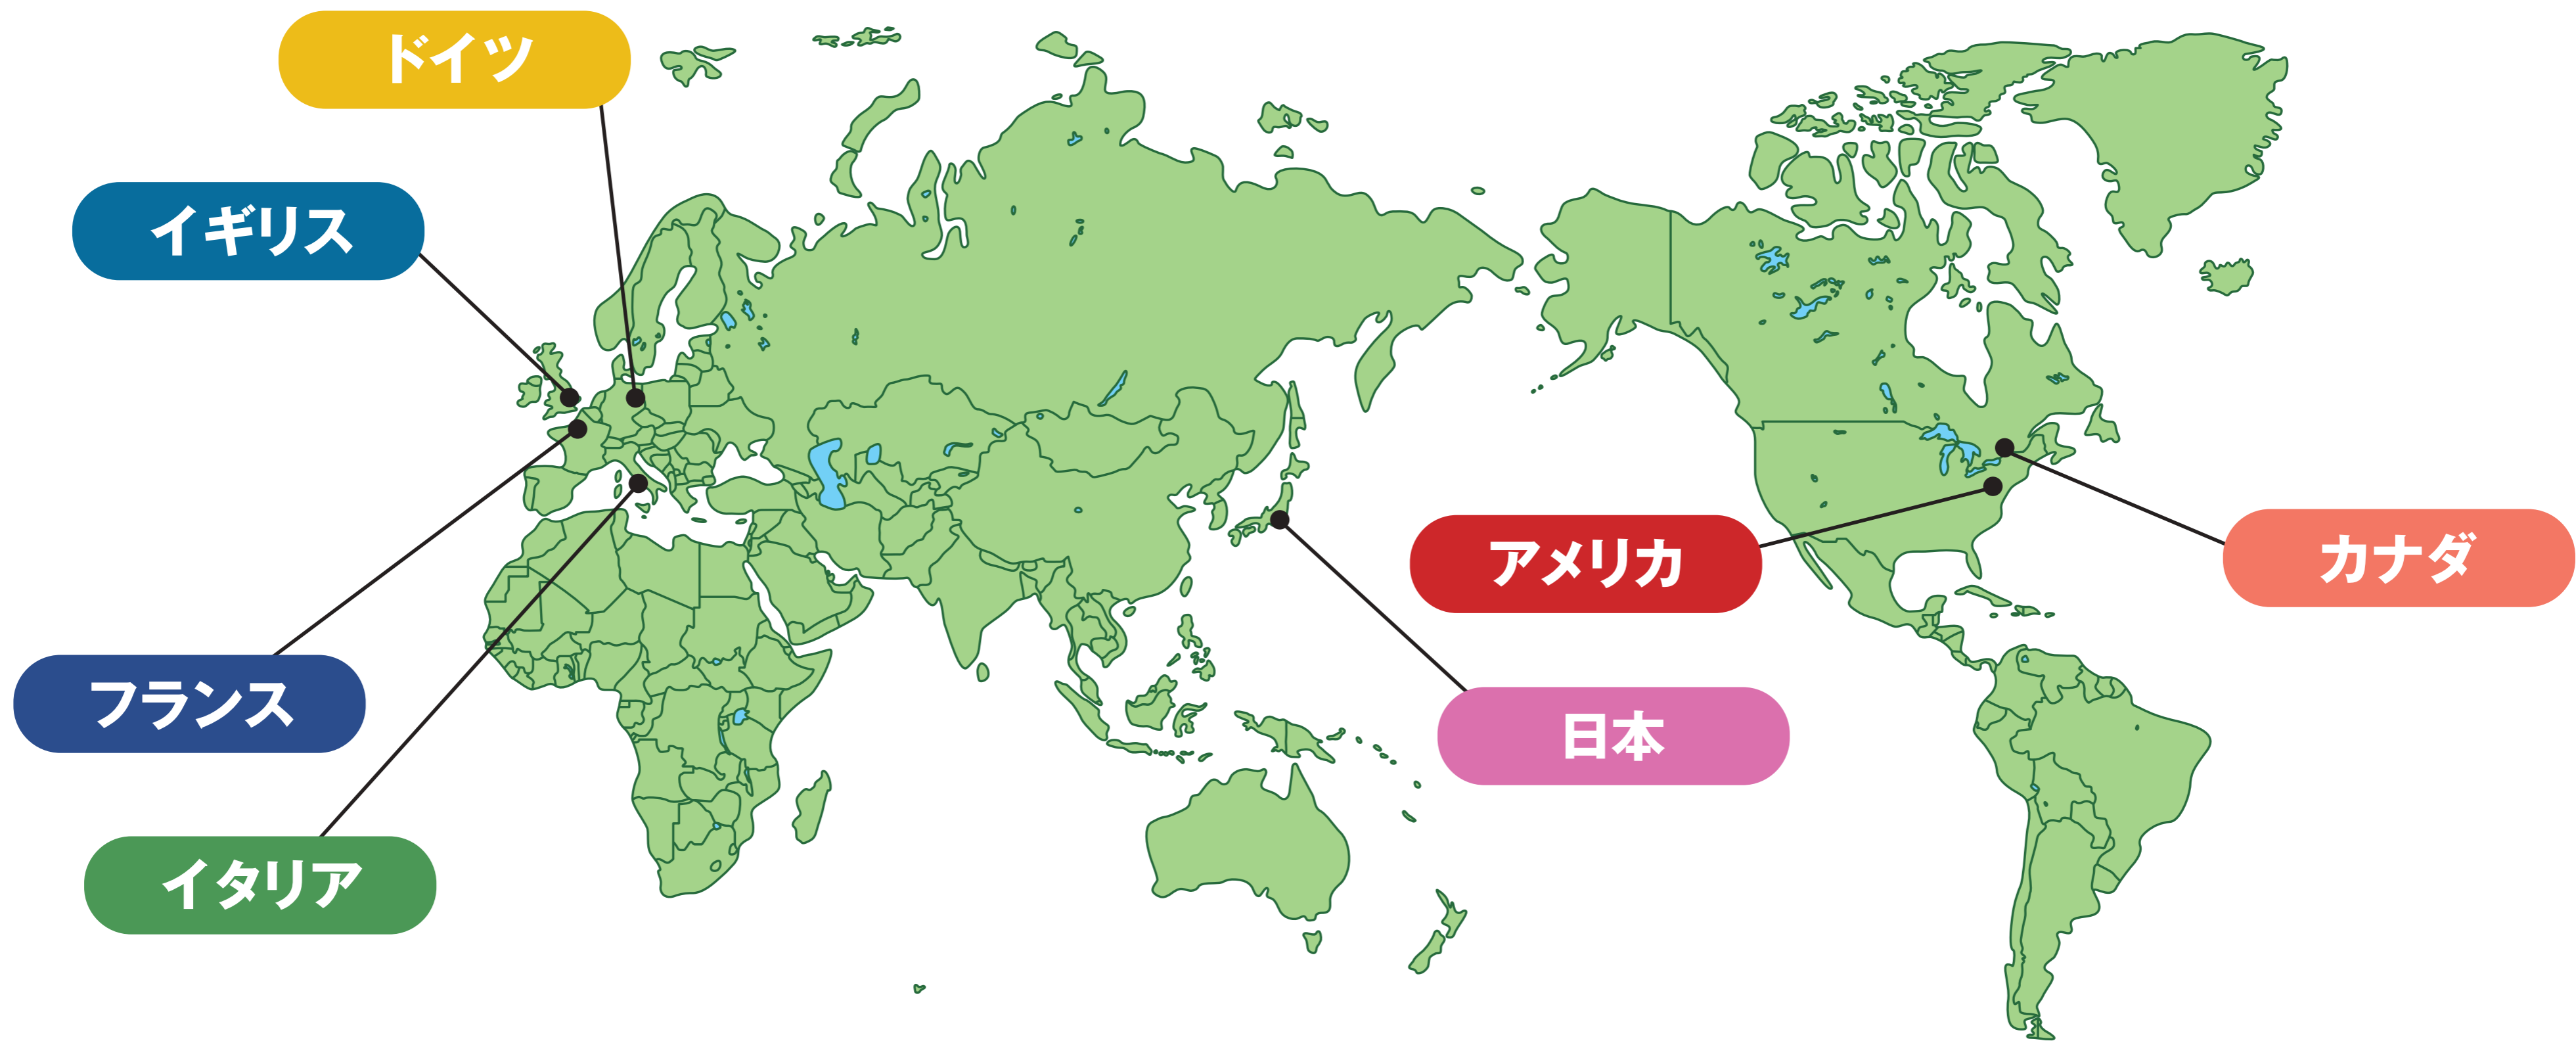 ドイツ
イギリス
フランス
イタリア
アメリカ
日本
カナダ